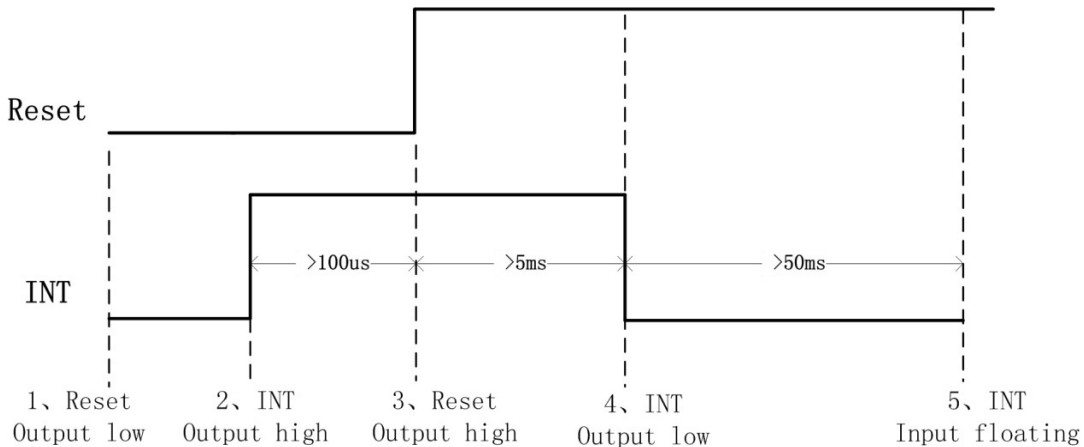 Reset
>100us
>5ms
>50ms
INT
1、Reset
Output low
2、INT
Output high
3、Reset
Output high
4、INT
Output low
5、INT
Input floating